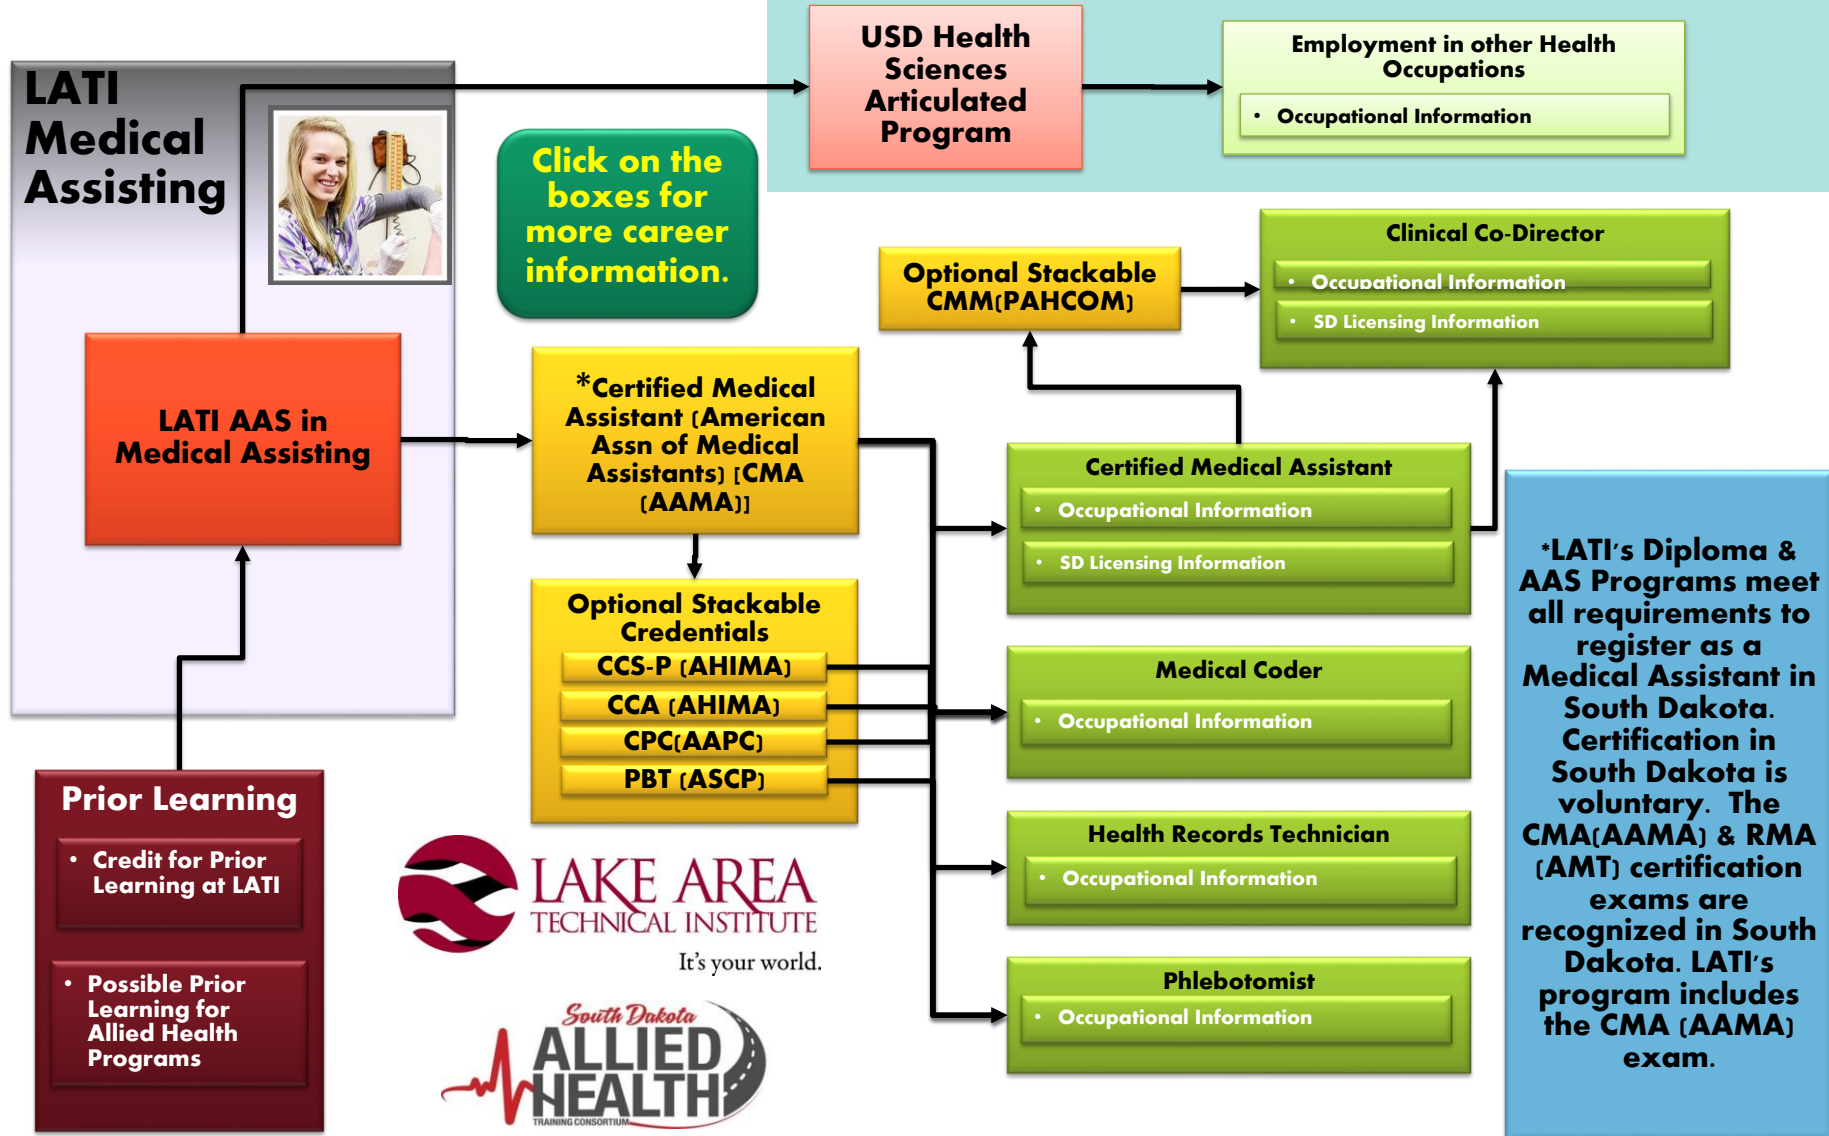 LATI
Medical
Assisting
USD Health
Sciences
Articulated
Program
Employment in other Health
Occupations
• Occupational Information
Click on the
boxes for
more career
information.
Optional Stackable
CMM(PAHCOM)
Clinical Co-Director
• Occupational Information
• SD Licensing Information
LATI AAS in
Medical Assisting
*Certified Medical
Assistant (American
Assn of Medical
Assistants) [CMA
(AAMA)]
Certified Medical Assistant
• Occupational Information
• SD Licensing Information
Optional Stackable
Credentials
CCS-P (AHIMA)
CCA (AHIMA)
CPC(AAPC)
PBT (ASCP)
Medical Coder
• Occupational Information
Health Records Technician
• Occupational Information
Phlebotomist
• Occupational Information
Prior Learning
• Credit for Prior
Learning at LATI
• Possible Prior
Learning for
Allied Health
Programs
LAKE AREA
TECHNICAL INSTITUTE
It's your world.
South Dakota
ALLIED
HEALTH
TRAINING CONSORTIUM
*LATI's Diploma &
AAS Programs meet
all requirements to
register as a
Medical Assistant in
South Dakota.
Certification in
South Dakota is
voluntary. The
CMA(AAMA) & RMA
(AMT) certification
exams are
recognized in South
Dakota. LATI's
program includes
the CMA (AAMA)
exam.